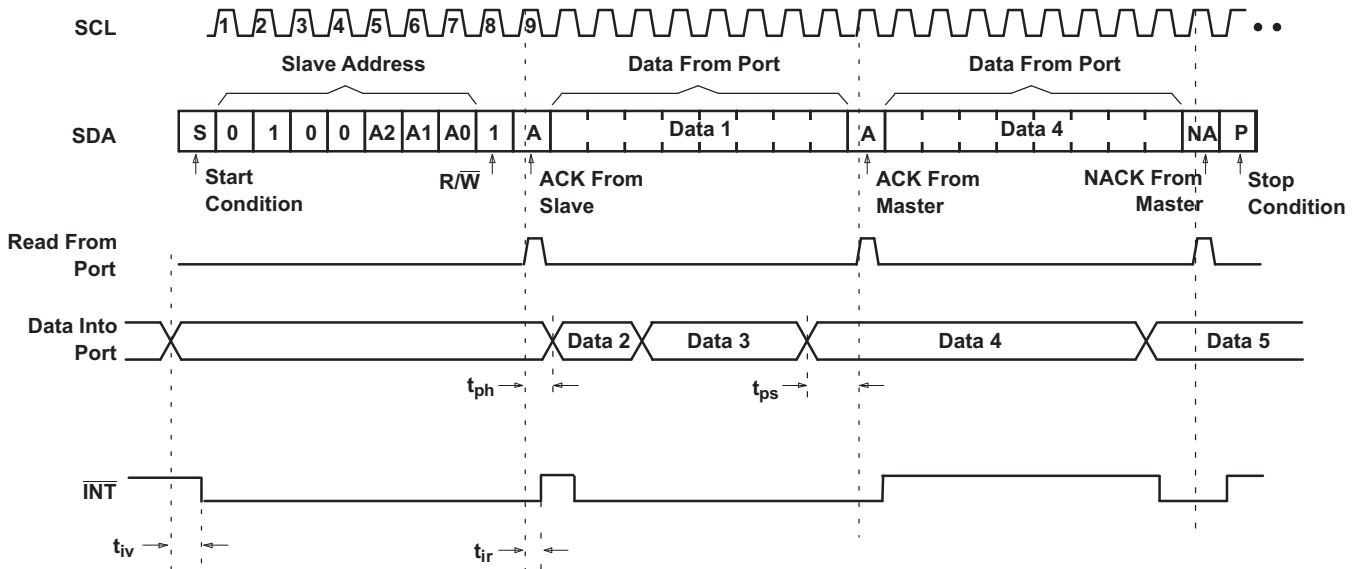 SCL 1 2 3 4 5 6 7 8 9
Slave Address Data From Port Data From Port
SDA S 0 1 0 0 A2 A1 A0 1 A Data 1 A Data 4 NA P
Start
Condition
R/W̅
ACK From
Slave
ACK From
Master
NACK From
Master
Stop
Condition
Read From
Port
Data Into
Port
Data 2 Data 3 Data 4 Data 5
tph tps
I̅N̅T̅
tiv tir